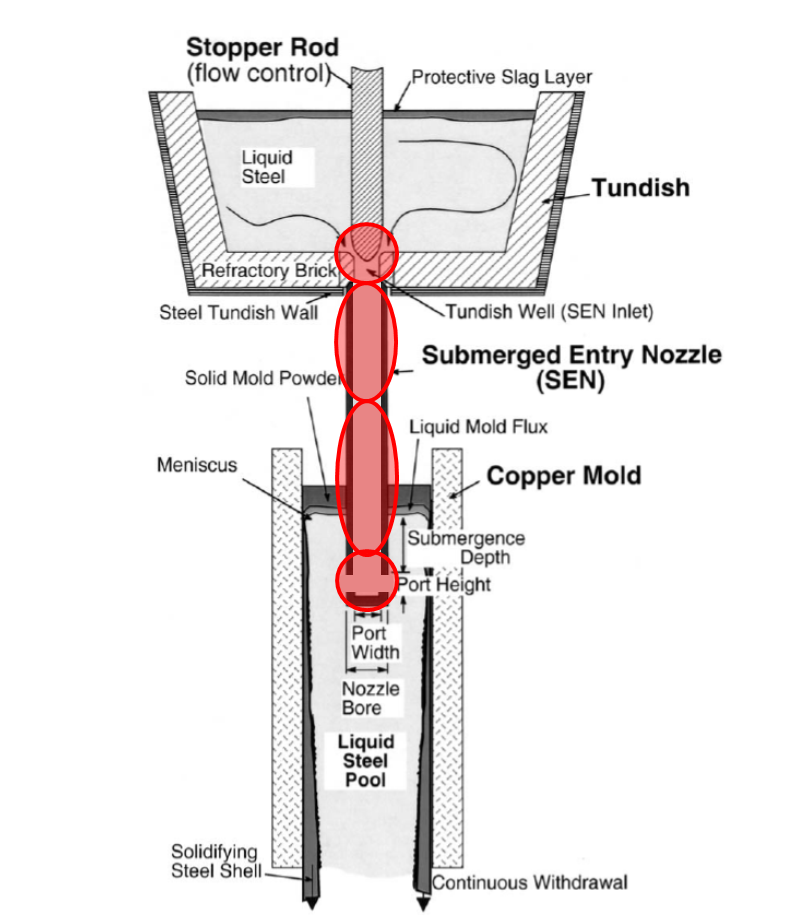 Stopper Rod
(flow control)
Protective Slag Layer
Liquid
Steel
Tundish
Refractory Brick
Steel Tundish Wall
Tundish Well (SEN Inlet)
Submerged Entry Nozzle
(SEN)
Solid Mold Powder
Liquid Mold Flux
Meniscus
Copper Mold
Submergence
Depth
Port Height
Port
Width
Nozzle
Bore
Liquid
Steel
Pool
Solidifying
Steel Shell
Continuous Withdrawal